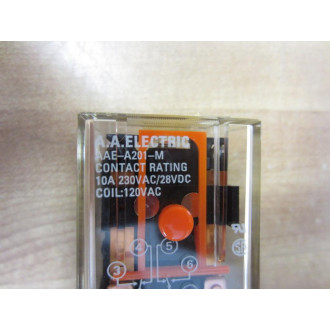 A.A.ELECTRIC
AAE-A201-M
CONTACT RATING
10A 230VAC/28VDC
COIL:120VAC
4 5
3 6